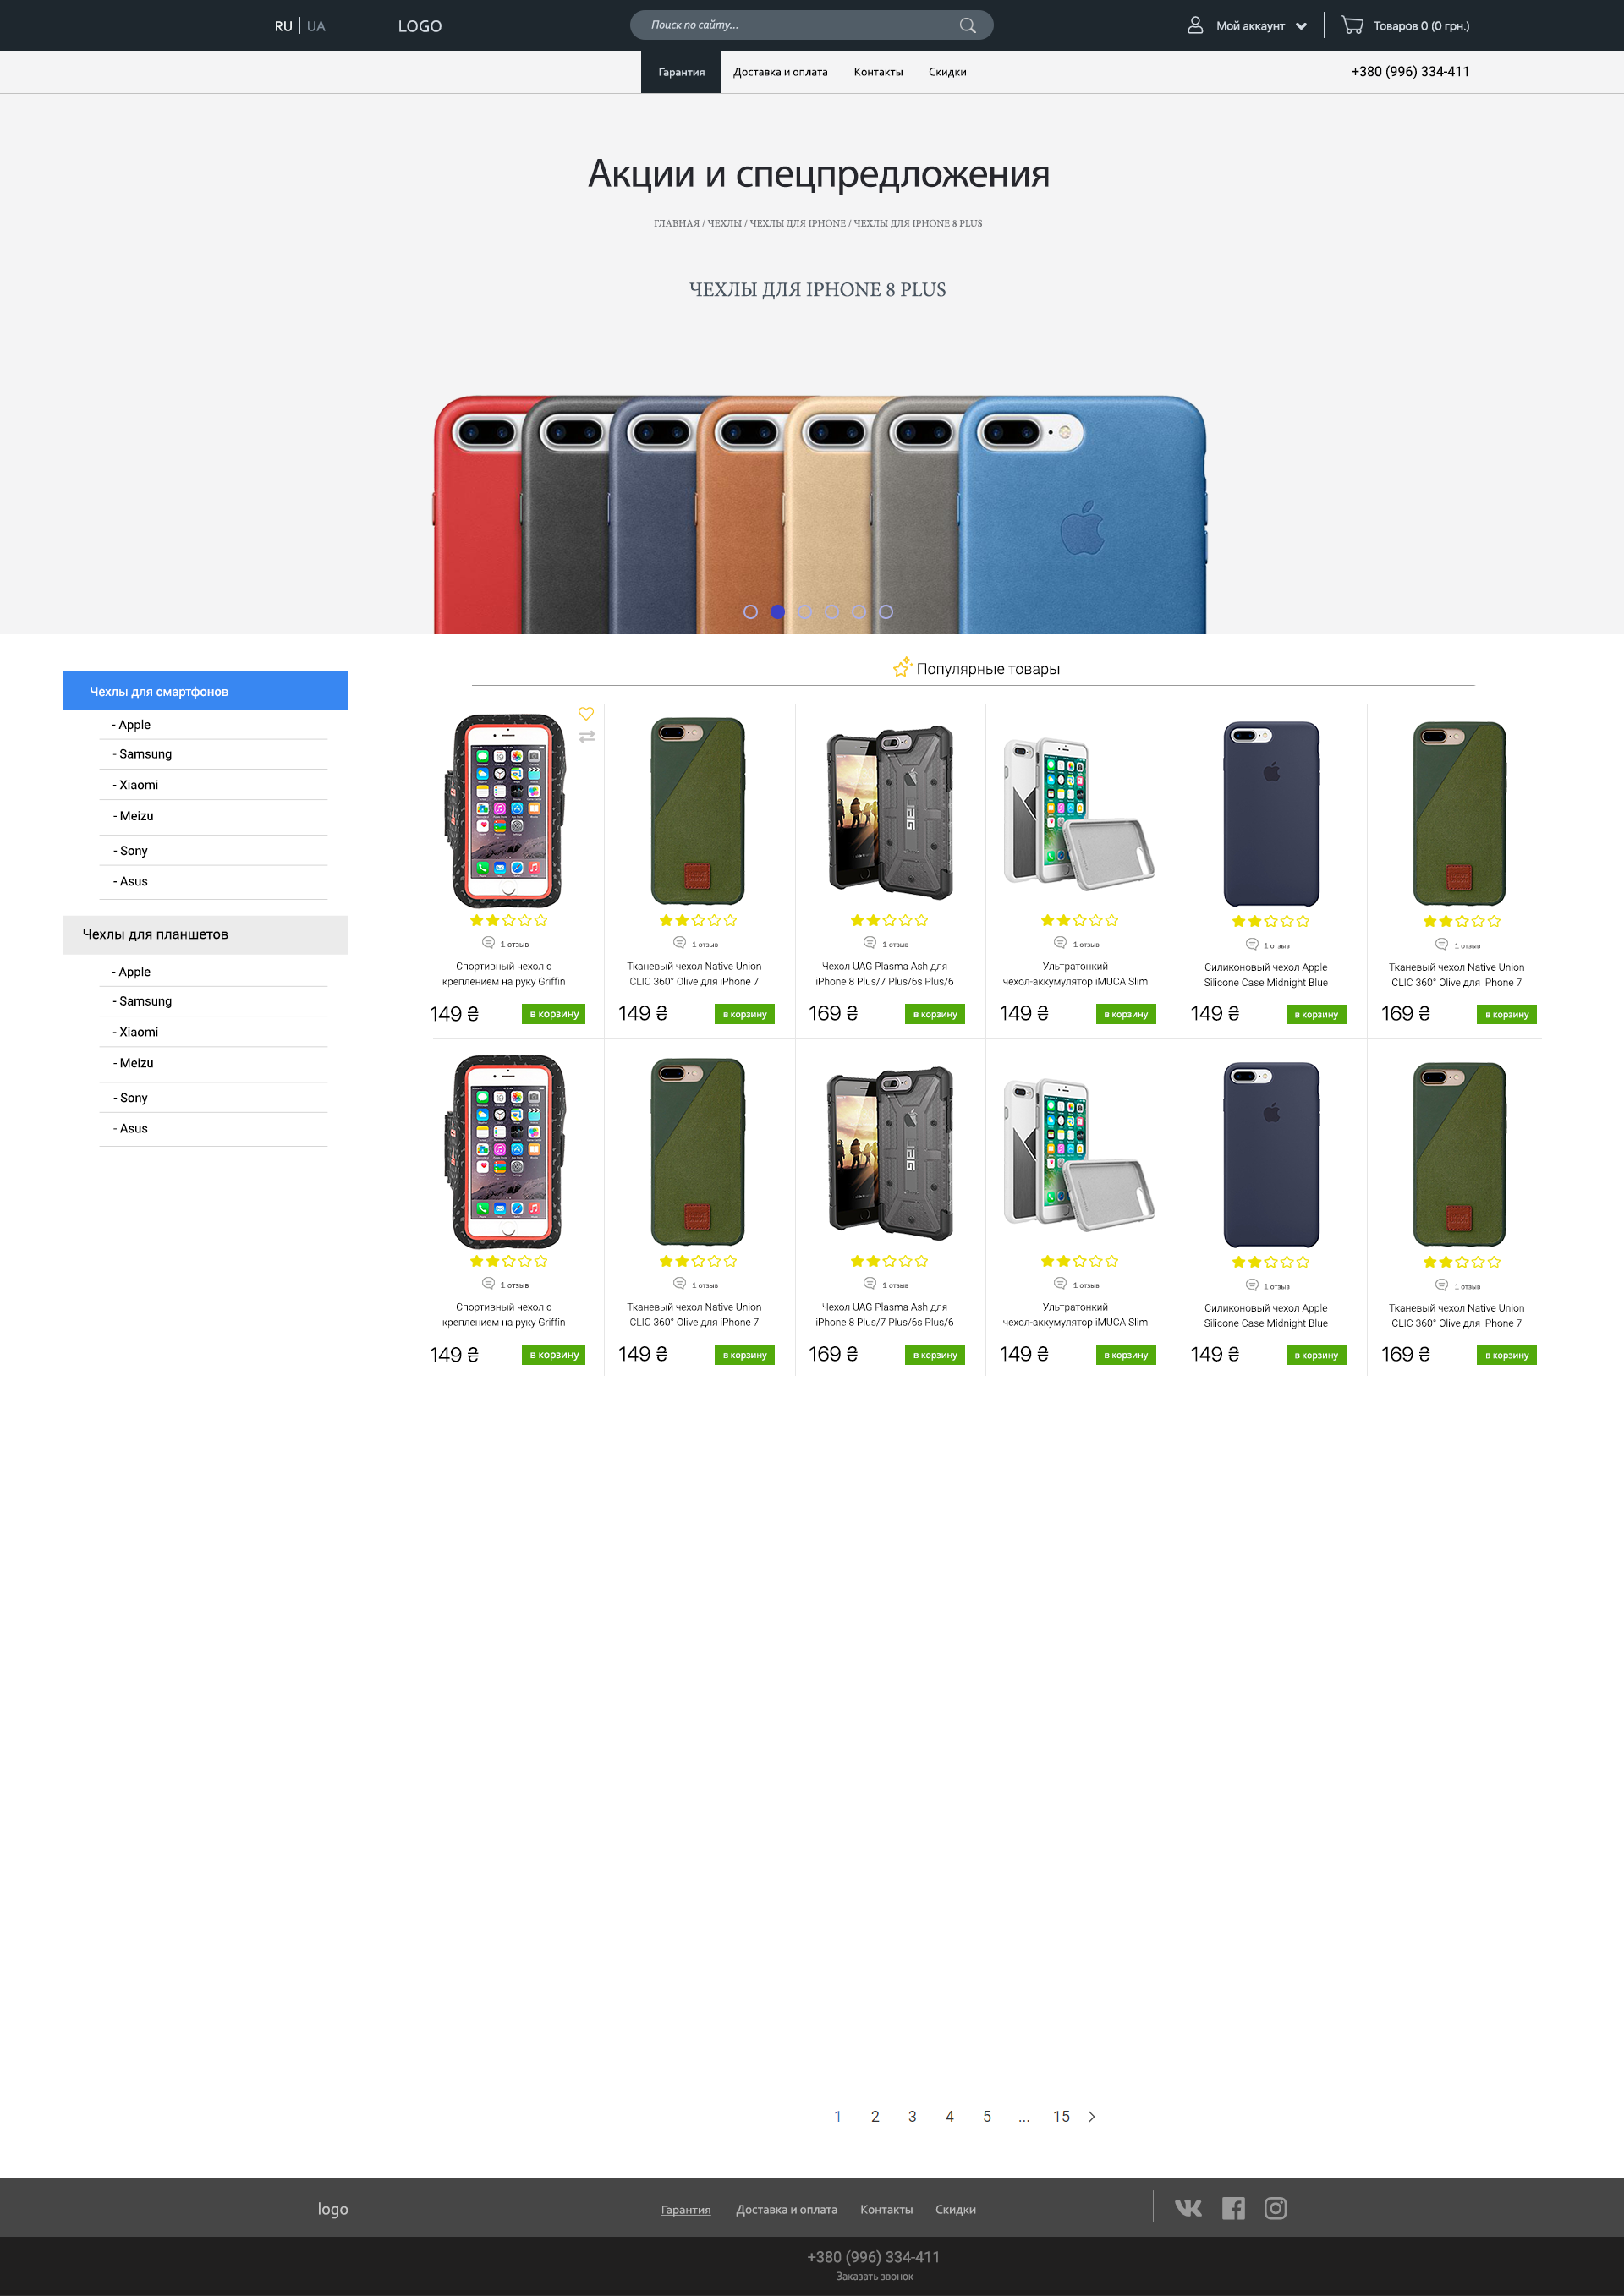 RU | UA
LOGO
Поиск по сайту...
Мой аккаунт
Товаров 0 (0 грн.)
Гарантия
Доставка и оплата
Контакты
Скидки
+380 (996) 334-411
Акции и спецпредложения
ГЛАВНАЯ / ЧЕХЛЫ / ЧЕХЛЫ ДЛЯ IPHONE / ЧЕХЛЫ ДЛЯ IPHONE 8 PLUS
ЧЕХЛЫ ДЛЯ IPHONE 8 PLUS
Чехлы для смартфонов
- Apple
- Samsung
- Xiaomi
- Meizu
- Sony
- Asus
Чехлы для планшетов
- Apple
- Samsung
- Xiaomi
- Meizu
- Sony
- Asus
Популярные товары
1 отзыв
Спортивный чехол с
креплением на руку Griffin
149 ₴
в корзину
1 отзыв
Тканевый чехол Native Union
CLIC 360° Olive для iPhone 7
149 ₴
в корзину
1 отзыв
Чехол UAG Plasma Ash для
iPhone 8 Plus/7 Plus/6s Plus/6
169 ₴
в корзину
1 отзыв
Ультратонкий
чехол-аккумулятор iMUCA Slim
149 ₴
в корзину
1 отзыв
Силиконовый чехол Apple
Silicone Case Midnight Blue
149 ₴
в корзину
1 отзыв
Тканевый чехол Native Union
CLIC 360° Olive для iPhone 7
169 ₴
в корзину
1 отзыв
Спортивный чехол с
креплением на руку Griffin
149 ₴
в корзину
1 отзыв
Тканевый чехол Native Union
CLIC 360° Olive для iPhone 7
149 ₴
в корзину
1 отзыв
Чехол UAG Plasma Ash для
iPhone 8 Plus/7 Plus/6s Plus/6
169 ₴
в корзину
1 отзыв
Ультратонкий
чехол-аккумулятор iMUCA Slim
149 ₴
в корзину
1 отзыв
Силиконовый чехол Apple
Silicone Case Midnight Blue
149 ₴
в корзину
1 отзыв
Тканевый чехол Native Union
CLIC 360° Olive для iPhone 7
169 ₴
в корзину
1 2 3 4 5 ... 15 >
logo
Гарантия
Доставка и оплата
Контакты
Скидки
+380 (996) 334-411
Заказать звонок